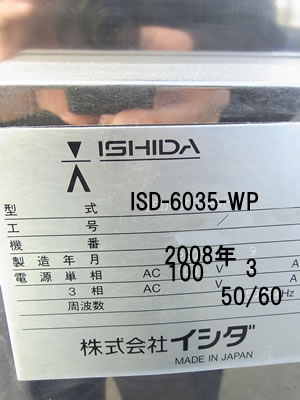 ISHIDA
型式 ISD-6035-WP
工号 /
機番
製造年月 2008年 9
電源単相 AC 100 V 3 A
3相 AC V A
周波数 50/60 Hz
株式会社イシダ
MADE IN JAPAN